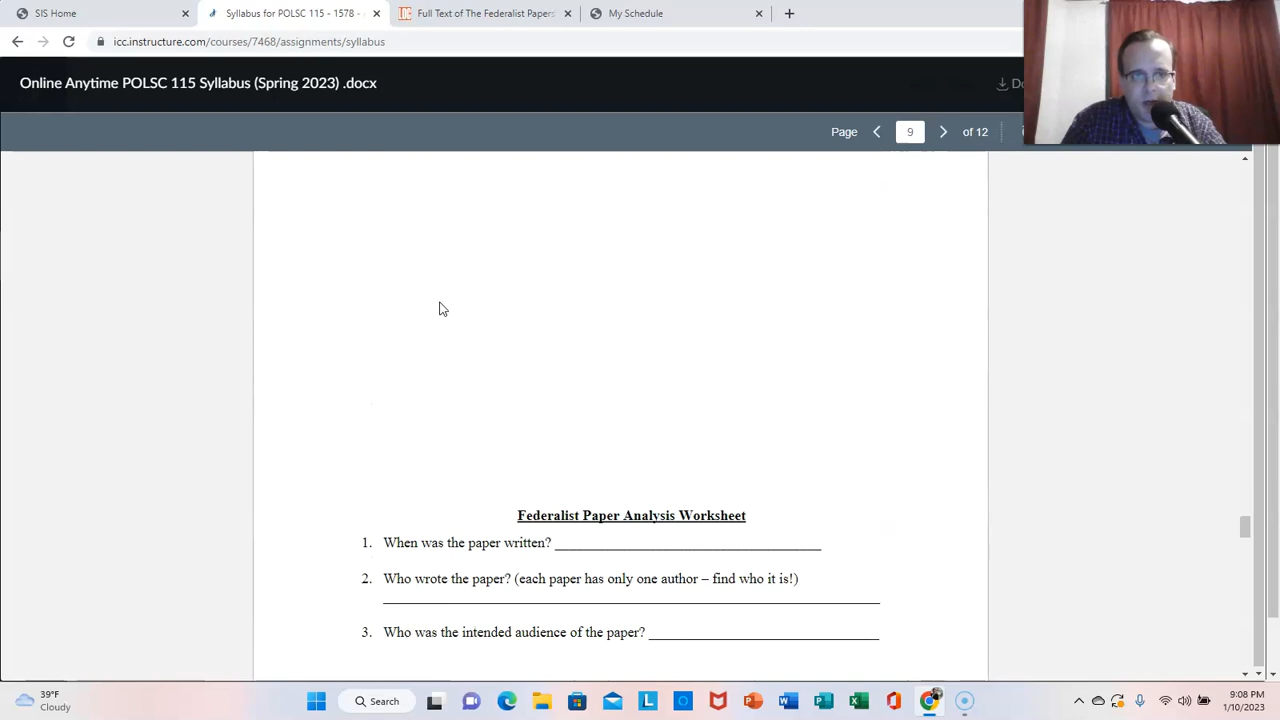 SIS Home
Syllabus for POLSC 115 - 1578 -
Full Text of The Federalist Papers
My Schedule
icc.instructure.com/courses/7468/assignments/syllabus
Online Anytime POLSC 115 Syllabus (Spring 2023) .docx
Do
Page 9 of 12
Federalist Paper Analysis Worksheet
1. When was the paper written?
2. Who wrote the paper? (each paper has only one author – find who it is!)
3. Who was the intended audience of the paper?
39°F
Cloudy
Search
9:08 PM
1/10/2023